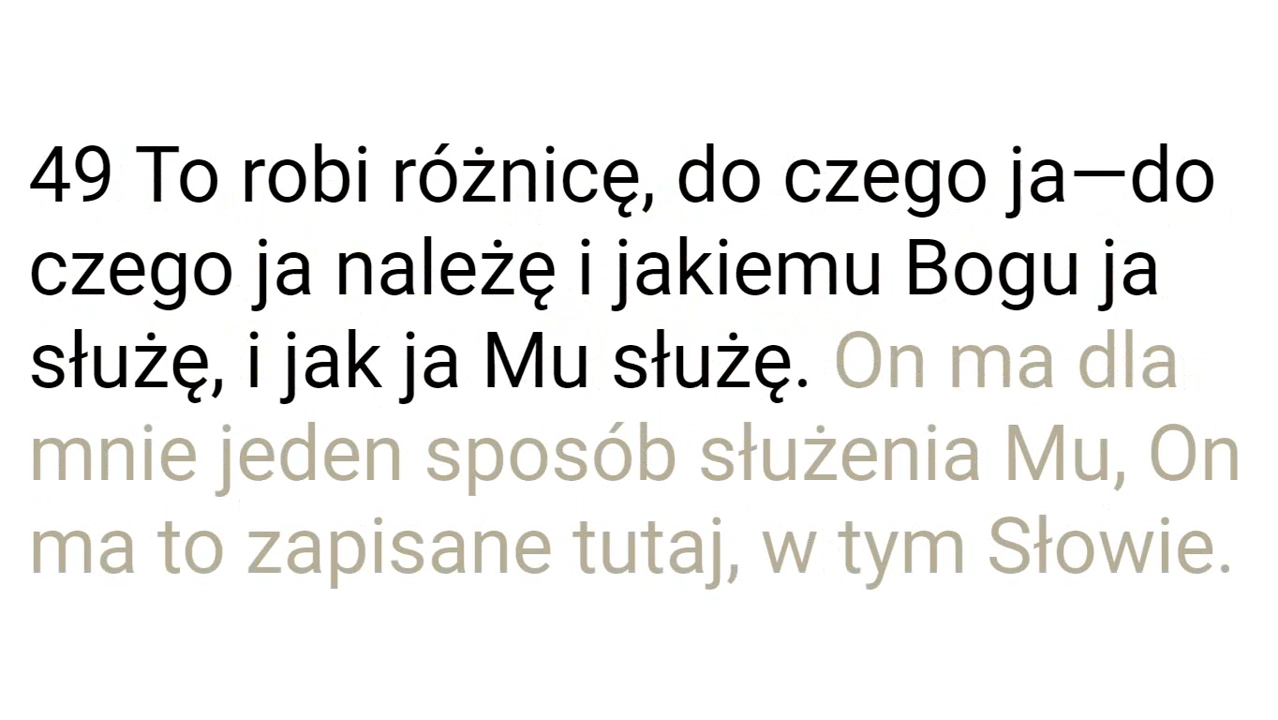 49 To robi różnicę, do czego ja—do
czego ja należę i jakiemu Bogu ja
służę, i jak ja Mu służę. On ma dla
mnie jeden sposób służenia Mu, On
ma to zapisane tutaj, w tym Słowie.